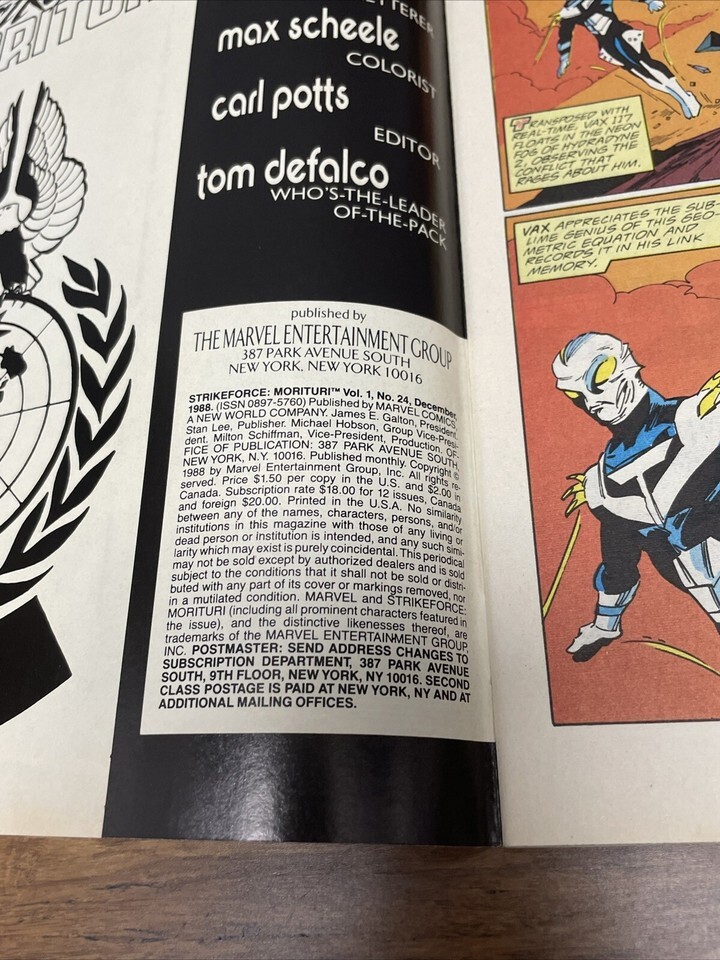 LETTERER
max scheele
COLORIST
carl potts
EDITOR
tom defalco
WHO'S-THE-LEADER
OF-THE-PACK
published by
THE MARVEL ENTERTAINMENT GROUP
387 PARK AVENUE SOUTH
NEW YORK, NEW YORK 10016
STRIKEFORCE: MORITURI™ Vol. 1, No. 24, December,
1988. (ISSN 0897-5760) Published by MARVEL COMICS,
A NEW WORLD COMPANY. James E. Galton, President.
Stan Lee, Publisher. Michael Hobson, Group Vice-Presi-
dent. Milton Schiffman, Vice-President, Production. OF-
FICE OF PUBLICATION: 387 PARK AVENUE SOUTH,
NEW YORK, N.Y. 10016. Published monthly. Copyright ©
1988 by Marvel Entertainment Group, Inc. All rights re-
served. Price $1.50 per copy in the U.S. and $2.00 in
Canada. Subscription rate $18.00 for 12 issues, Canada
and foreign $20.00. Printed in the U.S.A. No similarity
between any of the names, characters, persons, and/or
institutions in this magazine with those of any living or
dead person or Institution is intended, and any such simi-
larity which may exist is purely coincidental. This periodical
may not be sold except by authorized dealers and is sold
subject to the conditions that it shall not be sold or distri-
buted with any part of its cover or markings removed, nor
in a mutilated condition. MARVEL and STRIKEFORCE:
MORITURI (including all prominent characters featured in
the issue), and the distinctive likenesses thereof, are
trademarks of the MARVEL ENTERTAINMENT GROUP,
INC. POSTMASTER: SEND ADDRESS CHANGES TO
SUBSCRIPTION DEPARTMENT, 387 PARK AVENUE
SOUTH, 9TH FLOOR, NEW YORK, NY 10016. SECOND
CLASS POSTAGE IS PAID AT NEW YORK, NY AND AT
ADDITIONAL MAILING OFFICES.
TRANSPOSED WITH
REAL-TIME, VAX 117
FLOATS IN THE NEON
FOG OF HYDRADYNE
2, OBSERVING THE
CONFLICT THAT
RAGES ABOUT HIM.
VAX APPRECIATES THE SUB-
LIME GENIUS OF THIS GEO-
METRIC EQUATION AND
RECORDS IT IN HIS LINK
MEMORY.